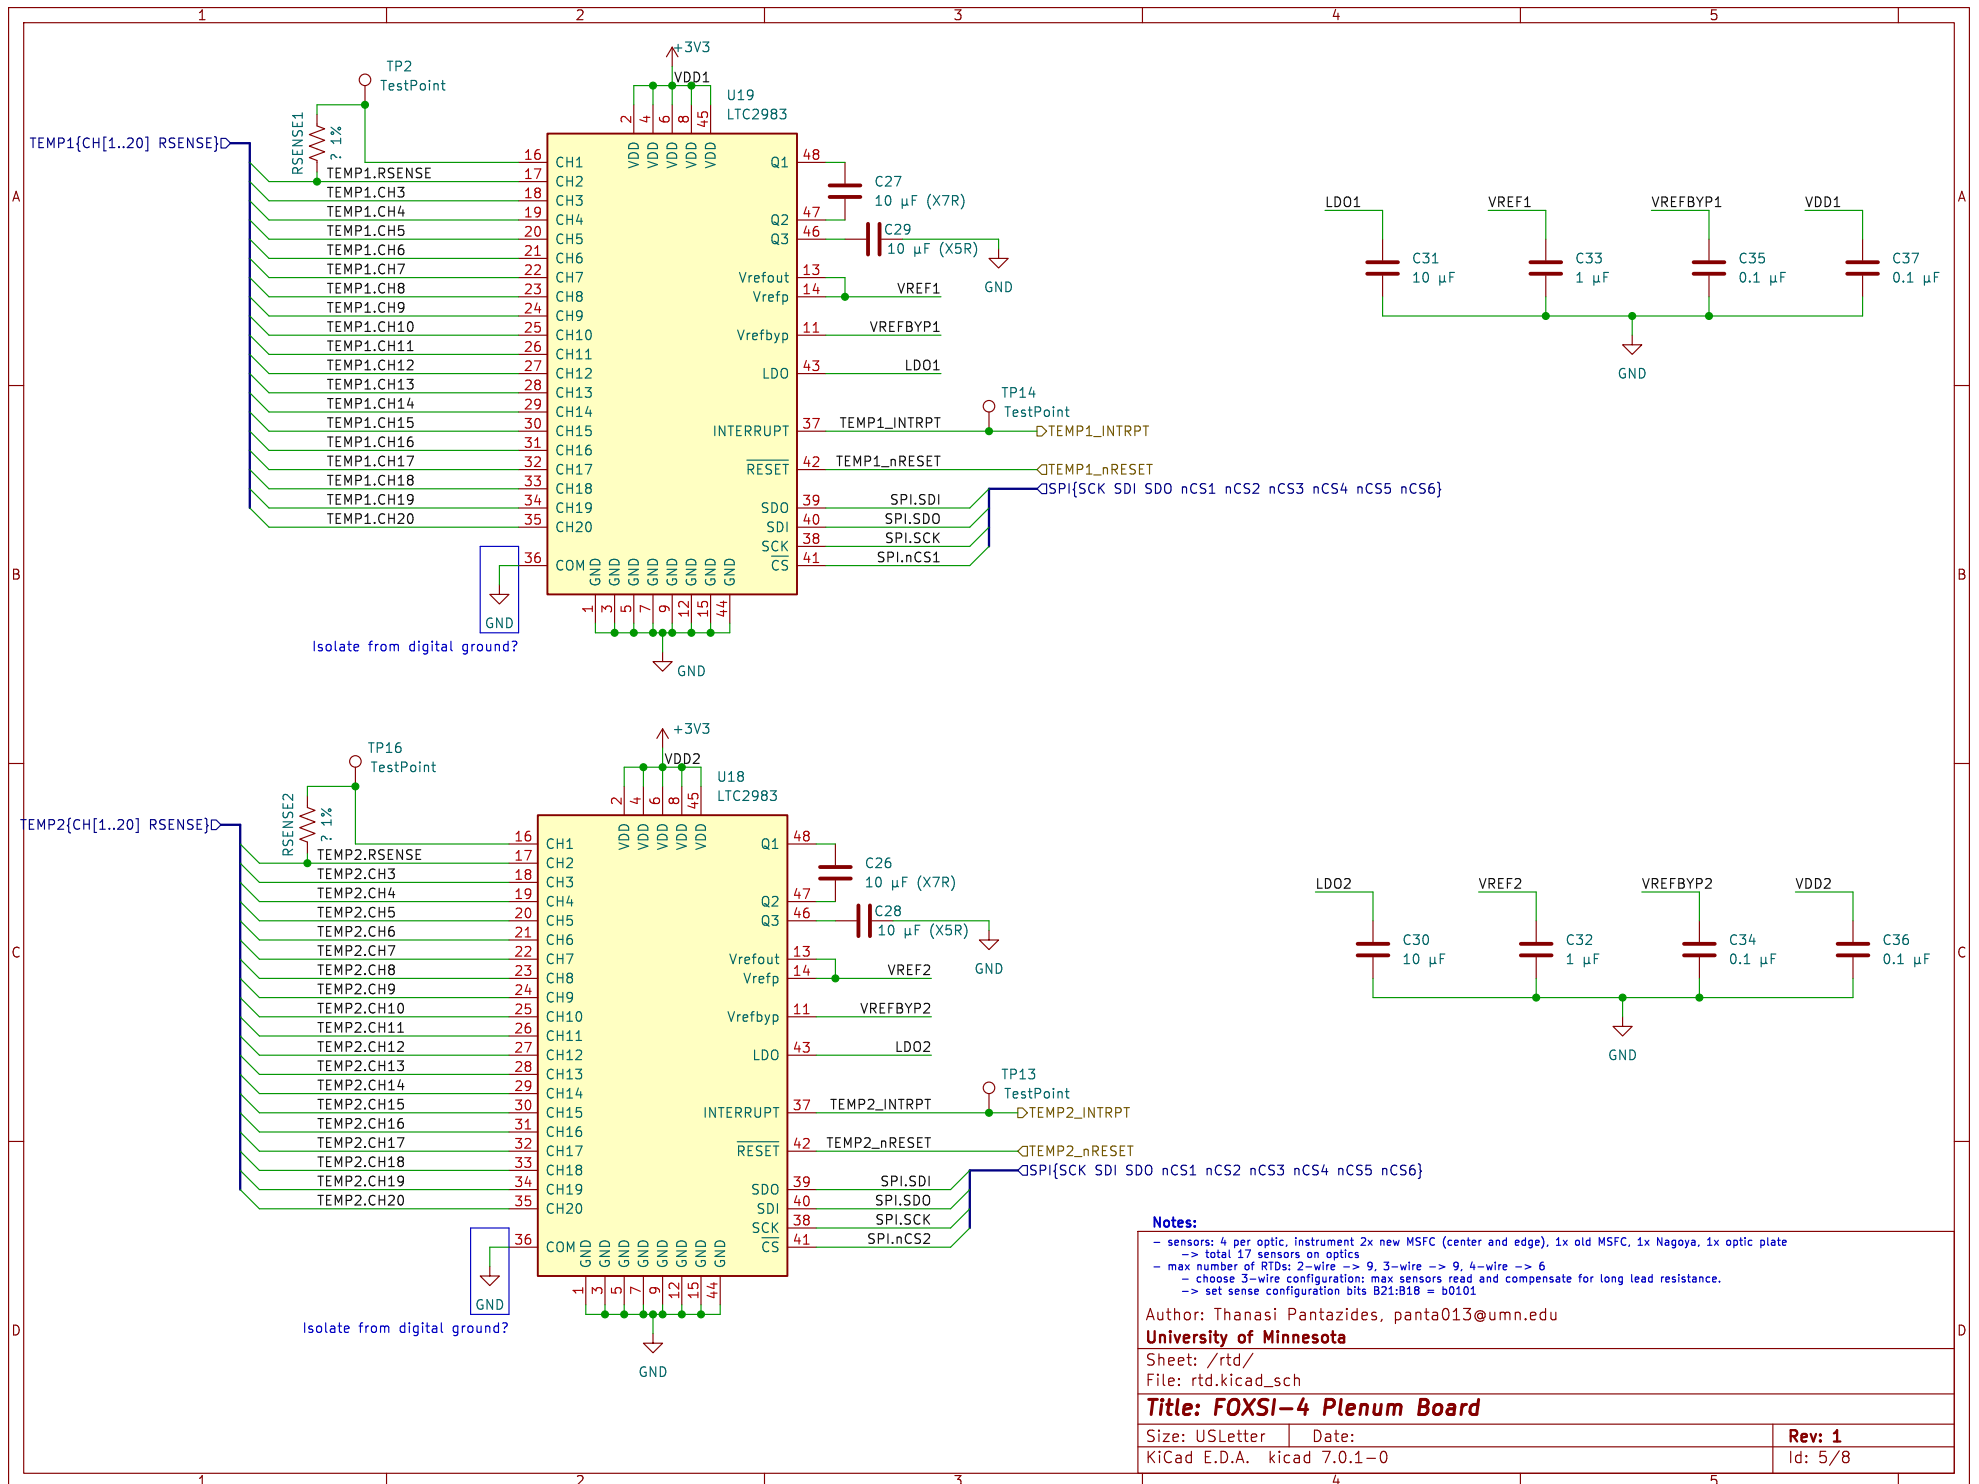 1 2 3 4 5
A
B
C
D
A
B
C
D
1 2 3 4 5
TP2
TestPoint
RSENSE1
? 1%
TEMP1{CH[1..20] RSENSE}
+3V3
VDD1
U19
LTC2983
2 4 6 8 45
VDD VDD VDD VDD VDD
TEMP1.RSENSE
TEMP1.CH3
TEMP1.CH4
TEMP1.CH5
TEMP1.CH6
TEMP1.CH7
TEMP1.CH8
TEMP1.CH9
TEMP1.CH10
TEMP1.CH11
TEMP1.CH12
TEMP1.CH13
TEMP1.CH14
TEMP1.CH15
TEMP1.CH16
TEMP1.CH17
TEMP1.CH18
TEMP1.CH19
TEMP1.CH20
16 CH1
17 CH2
18 CH3
19 CH4
20 CH5
21 CH6
22 CH7
23 CH8
24 CH9
25 CH10
26 CH11
27 CH12
28 CH13
29 CH14
30 CH15
31 CH16
32 CH17
33 CH18
34 CH19
35 CH20
36 COM
GND
Isolate from digital ground?
GND GND GND GND GND GND GND GND
1 3 5 7 9 12 15 44
GND
Q1 48
Q2 47
Q3 46
Vrefout 13
Vrefp 14 VREF1
Vrefbyp 11 VREFBYP1
LDO 43 LDO1
INTERRUPT 37 TEMP1_INTRPT
RESET 42 TEMP1_nRESET
SDO 39 SPI.SDI
SDI 40 SPI.SDO
SCK 38 SPI.SCK
CS 41 SPI.nCS1
C27
10 µF (X7R)
C29
10 µF (X5R)
GND
TP14
TestPoint
TEMP1_INTRPT
TEMP1_nRESET
SPI{SCK SDI SDO nCS1 nCS2 nCS3 nCS4 nCS5 nCS6}
LDO1 VREF1 VREFBYP1 VDD1
C31
10 µF
C33
1 µF
C35
0.1 µF
C37
0.1 µF
GND
TP16
TestPoint
RSENSE2
? 1%
TEMP2{CH[1..20] RSENSE}
+3V3
VDD2
U18
LTC2983
2 4 6 8 45
VDD VDD VDD VDD VDD
TEMP2.RSENSE
TEMP2.CH3
TEMP2.CH4
TEMP2.CH5
TEMP2.CH6
TEMP2.CH7
TEMP2.CH8
TEMP2.CH9
TEMP2.CH10
TEMP2.CH11
TEMP2.CH12
TEMP2.CH13
TEMP2.CH14
TEMP2.CH15
TEMP2.CH16
TEMP2.CH17
TEMP2.CH18
TEMP2.CH19
TEMP2.CH20
16 CH1
17 CH2
18 CH3
19 CH4
20 CH5
21 CH6
22 CH7
23 CH8
24 CH9
25 CH10
26 CH11
27 CH12
28 CH13
29 CH14
30 CH15
31 CH16
32 CH17
33 CH18
34 CH19
35 CH20
36 COM
GND
Isolate from digital ground?
GND GND GND GND GND GND GND GND
1 3 5 7 9 12 15 44
GND
Q1 48
Q2 47
Q3 46
Vrefout 13
Vrefp 14 VREF2
Vrefbyp 11 VREFBYP2
LDO 43 LDO2
INTERRUPT 37 TEMP2_INTRPT
RESET 42 TEMP2_nRESET
SDO 39 SPI.SDI
SDI 40 SPI.SDO
SCK 38 SPI.SCK
CS 41 SPI.nCS2
C26
10 µF (X7R)
C28
10 µF (X5R)
GND
TP13
TestPoint
TEMP2_INTRPT
TEMP2_nRESET
SPI{SCK SDI SDO nCS1 nCS2 nCS3 nCS4 nCS5 nCS6}
LDO2 VREF2 VREFBYP2 VDD2
C30
10 µF
C32
1 µF
C34
0.1 µF
C36
0.1 µF
GND
Notes:
- sensors: 4 per optic, instrument 2x new MSFC (center and edge), 1x old MSFC, 1x Nagoya, 1x optic plate
-> total 17 sensors on optics
- max number of RTDs: 2-wire -> 9, 3-wire -> 9, 4-wire -> 6
- choose 3-wire configuration: max sensors read and compensate for long lead resistance.
-> set sense configuration bits B21:B18 = b0101
Author: Thanasi Pantazides, panta013@umn.edu
University of Minnesota
Sheet: /rtd/
File: rtd.kicad_sch
Title: FOXSI-4 Plenum Board
Size: USLetter Date: Rev: 1
KiCad E.D.A. kicad 7.0.1-0 Id: 5/8